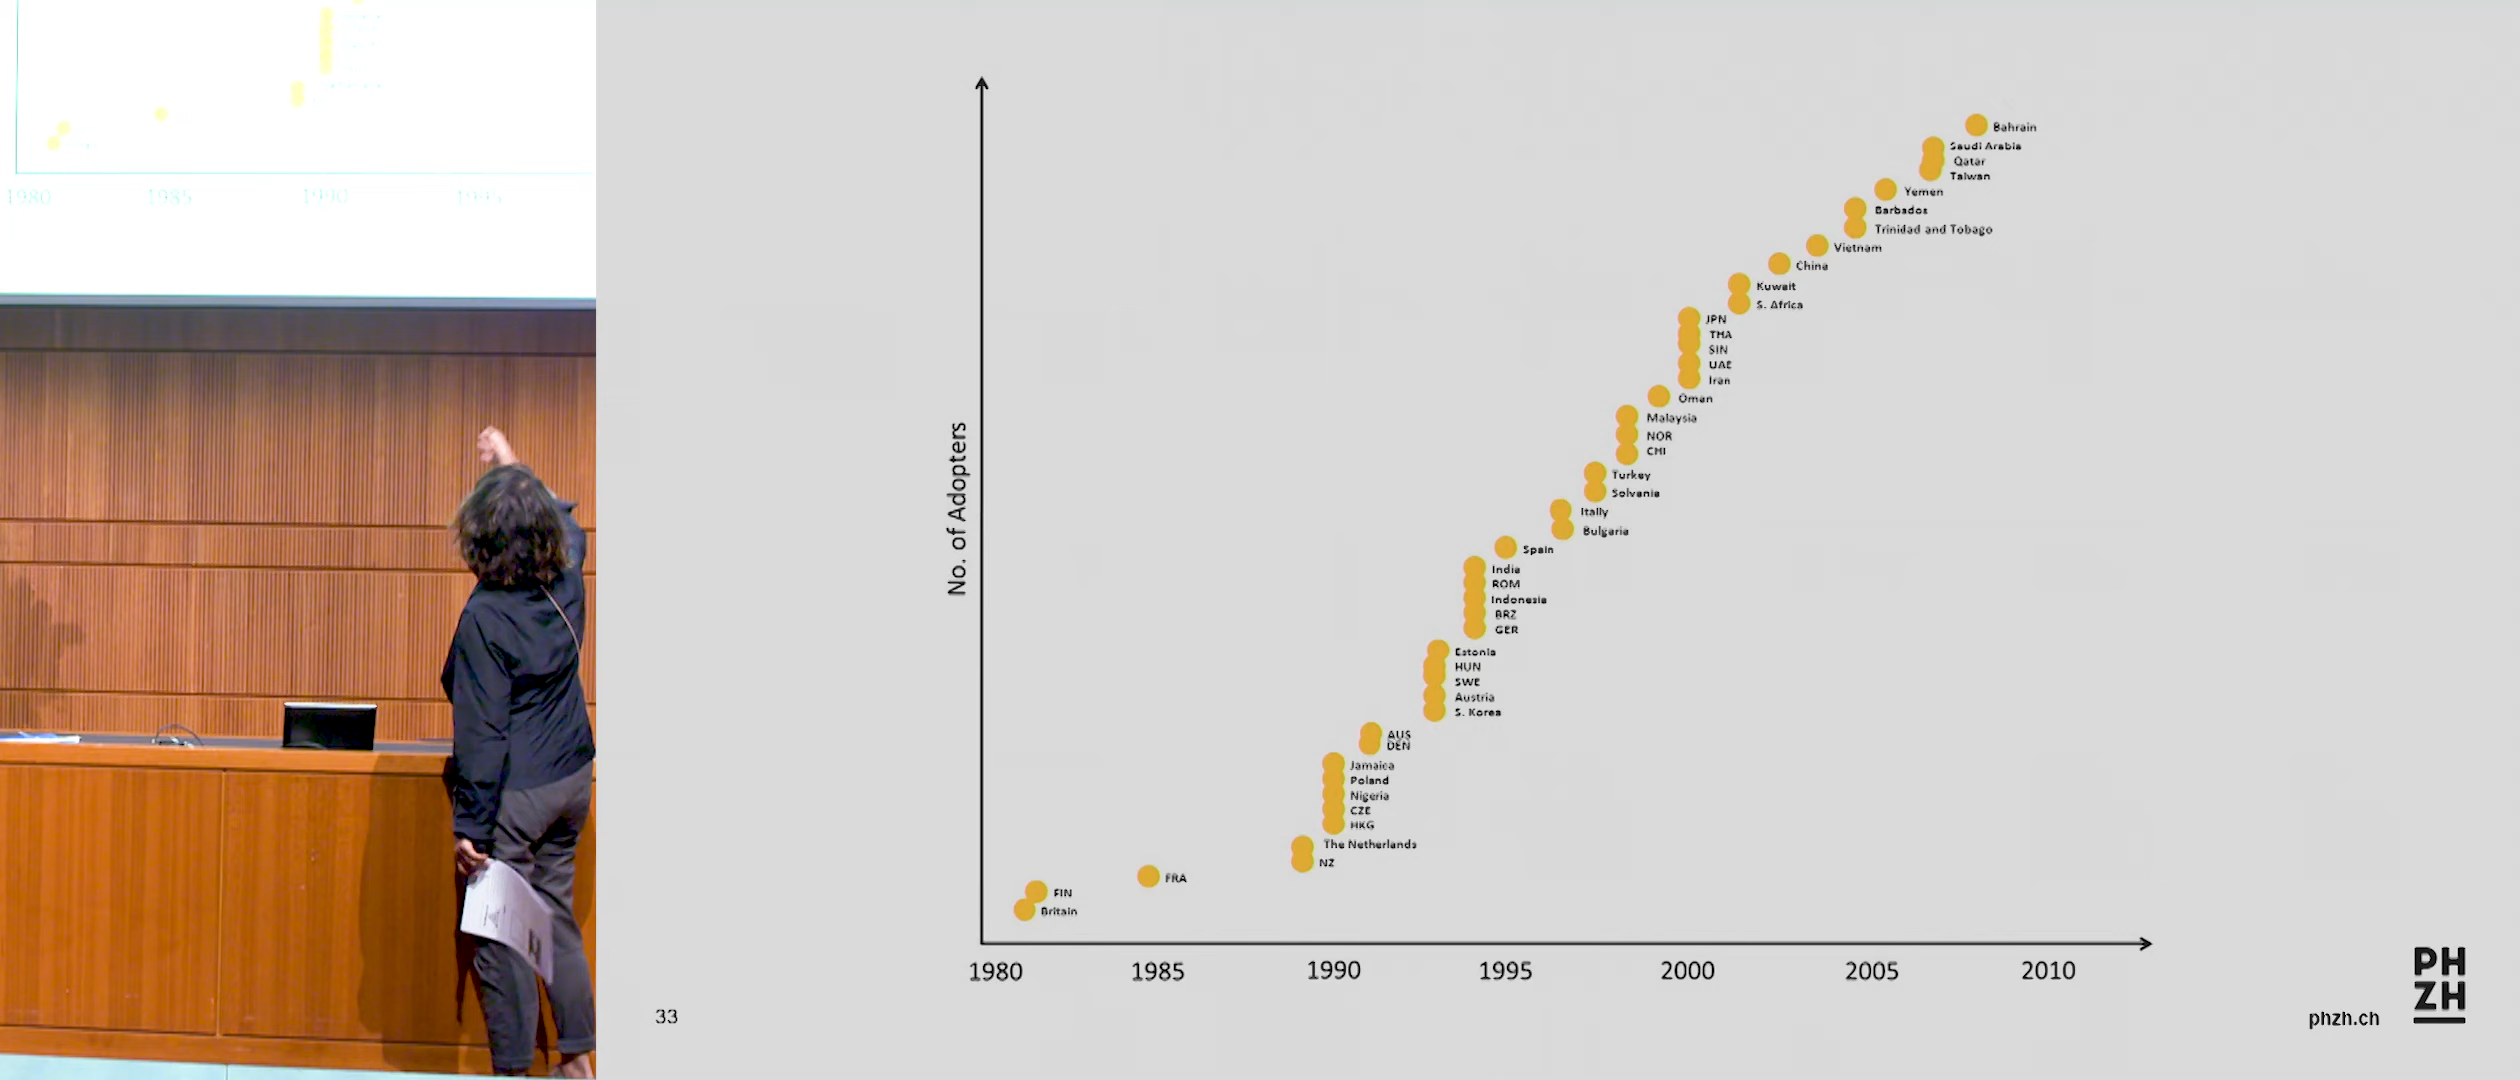 1980 1985 1990 1995
No. of Adopters
Bahrain
Saudi Arabia
Qatar
Taiwan
Yemen
Barbados
Trinidad and Tobago
Vietnam
China
Kuwait
S. Africa
JPN
THA
SIN
UAE
Iran
Oman
Malaysia
NOR
CHI
Turkey
Solvania
Itally
Bulgaria
Spain
India
ROM
Indonesia
BRZ
GER
Estonia
HUN
SWE
Austria
S. Korea
AUS
DEN
Jamaica
Poland
Nigeria
CZE
HKG
The Netherlands
NZ
FRA
FIN
Britain
1980 1985 1990 1995 2000 2005 2010
33
phzh.ch
PH
ZH